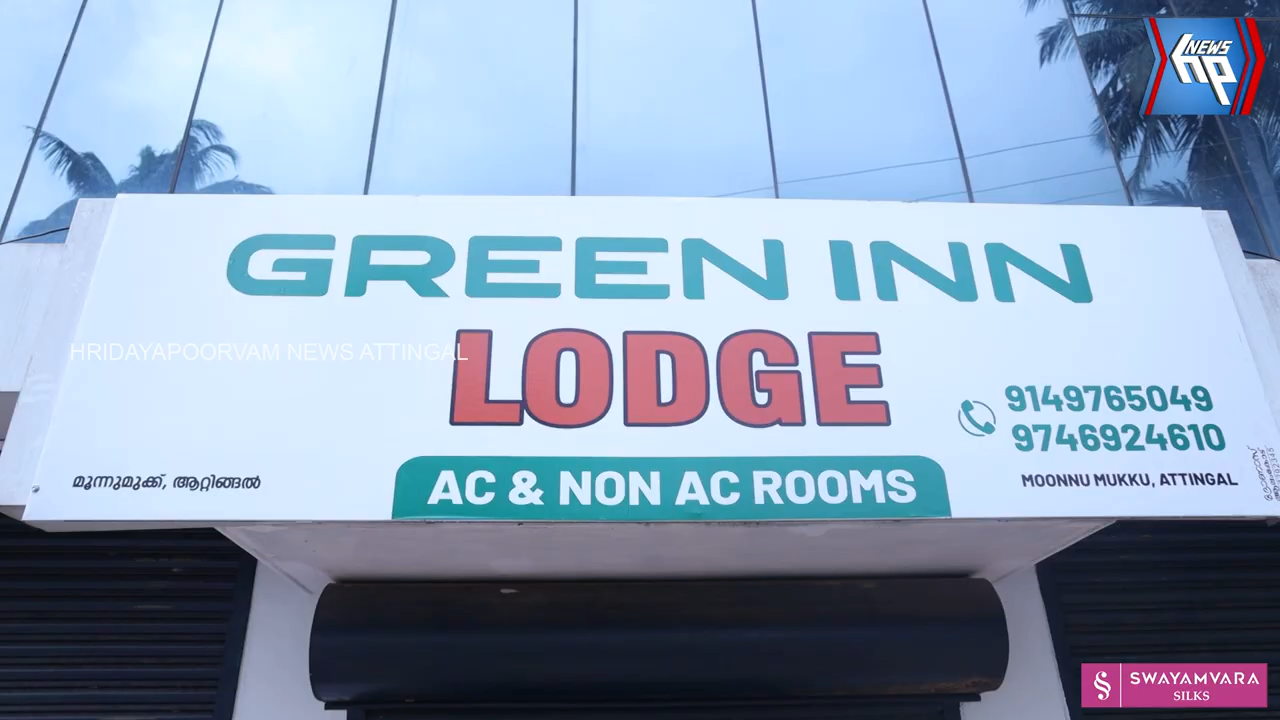 NEWS
hp
GREEN INN
HRIDAYAPOORVAM NEWS ATTINGAL
LODGE
9149765049
9746924610
മൂന്നുമുക്ക്, ആറ്റിങ്ങൽ
AC & NON AC ROOMS
MOONNU MUKKU, ATTINGAL
SWAYAMVARA
SILKS